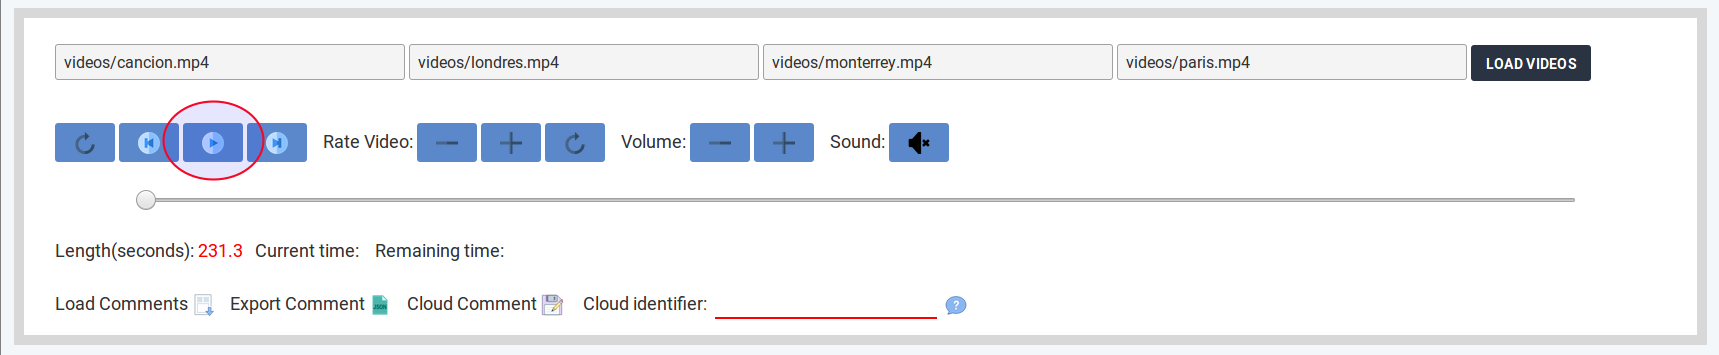 videos/cancion.mp4 videos/londres.mp4 videos/monterrey.mp4 videos/paris.mp4 LOAD VIDEOS
Rate Video: Volume: Sound:
Length(seconds): 231.3 Current time: Remaining time:
Load Comments Export Comment JSON Cloud Comment Cloud identifier: ?